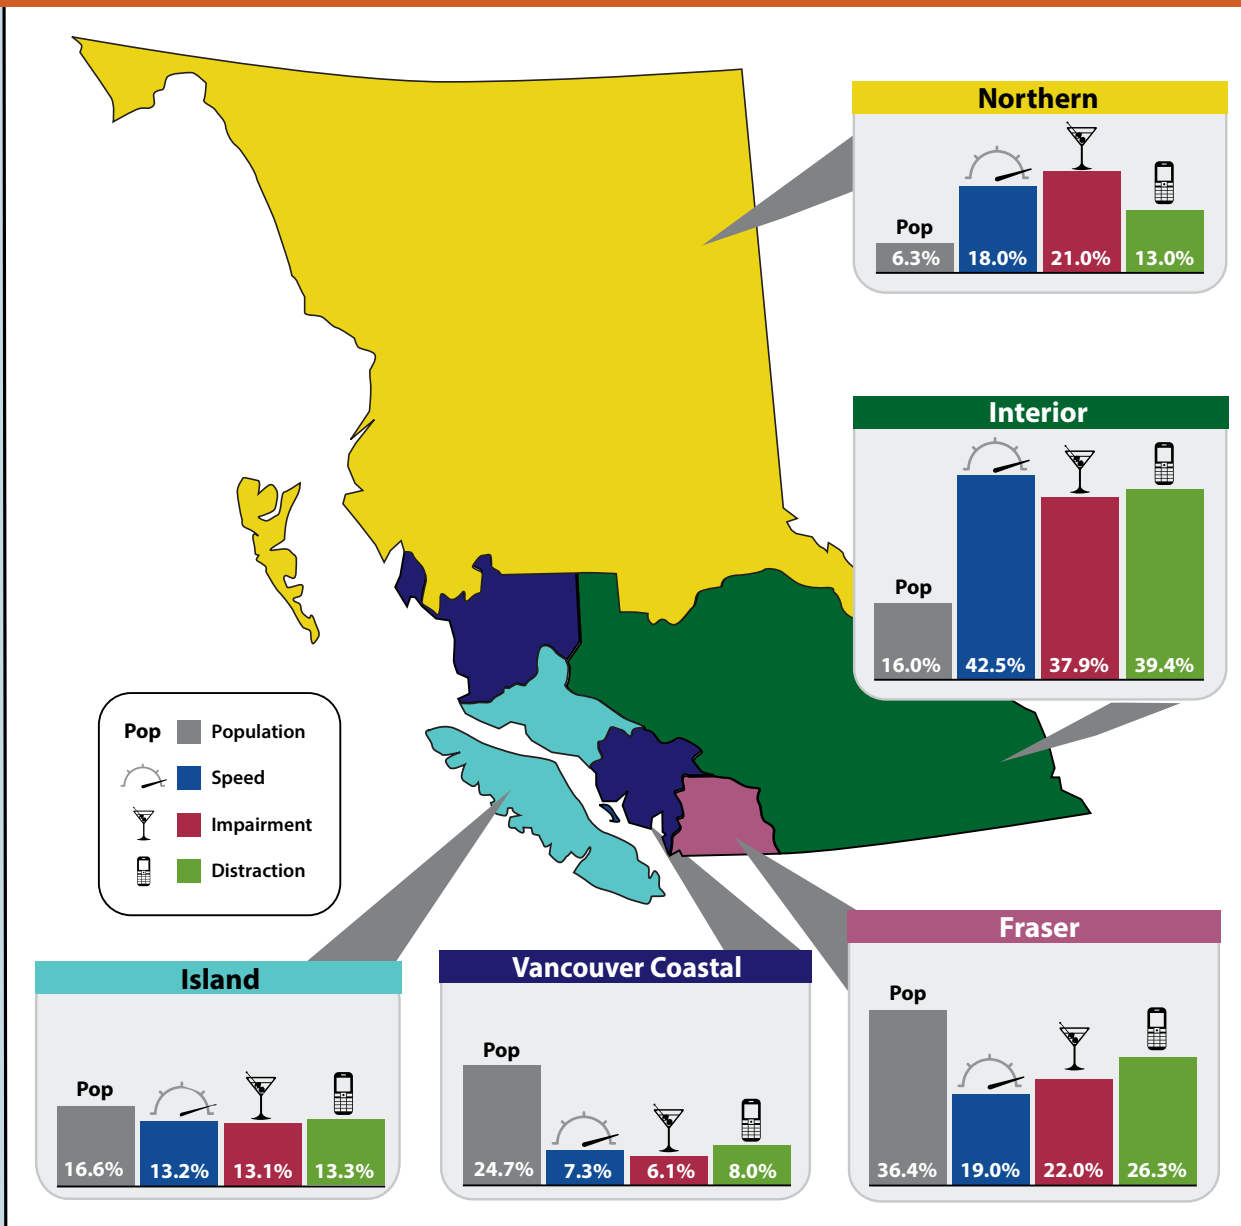 Northern
Pop
6.3% 18.0% 21.0% 13.0%
Interior
Pop
16.0% 42.5% 37.9% 39.4%
Pop Population
Speed
Impairment
Distraction
Island
Pop
16.6% 13.2% 13.1% 13.3%
Vancouver Coastal
Pop
24.7% 7.3% 6.1% 8.0%
Fraser
Pop
36.4% 19.0% 22.0% 26.3%